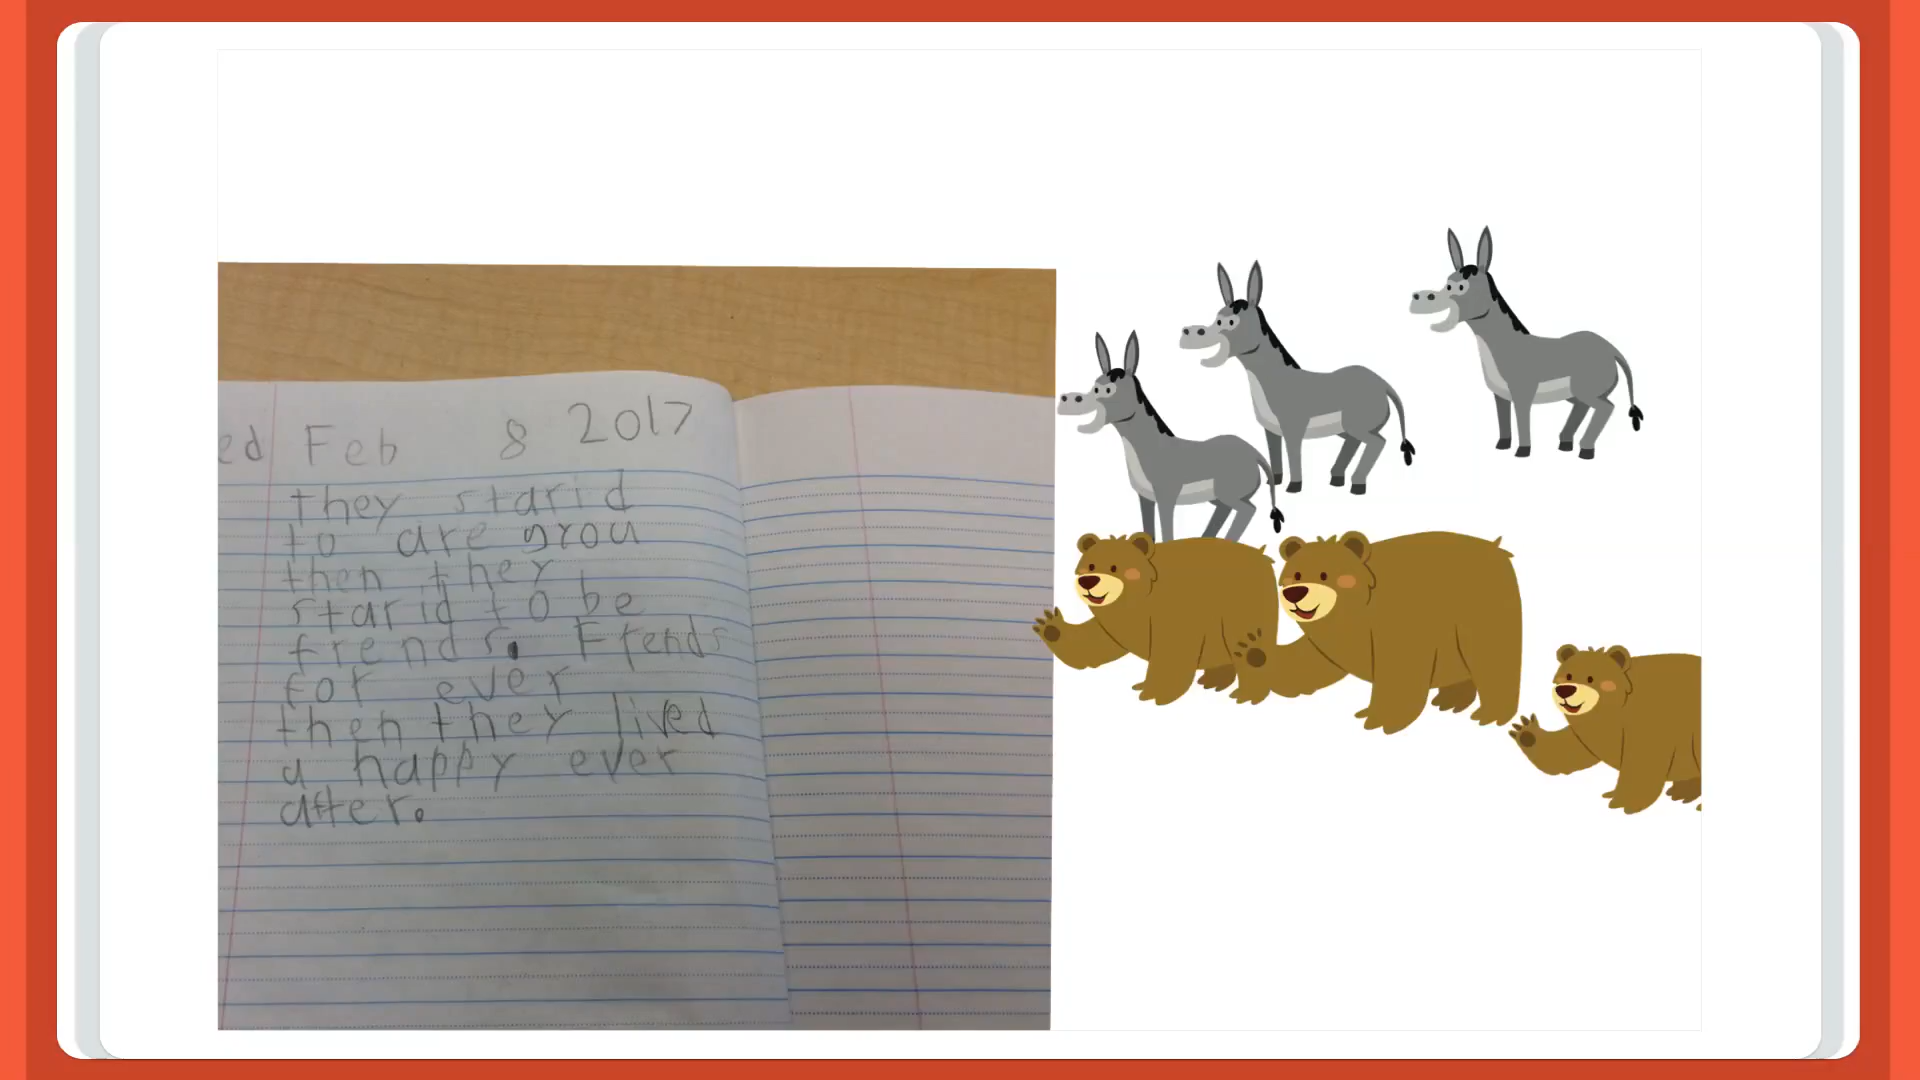 ed Feb 8 2017
they starid
to are grou
then they
starid to be
frends. Frends
for ever
then they lived
a happy ever
after.